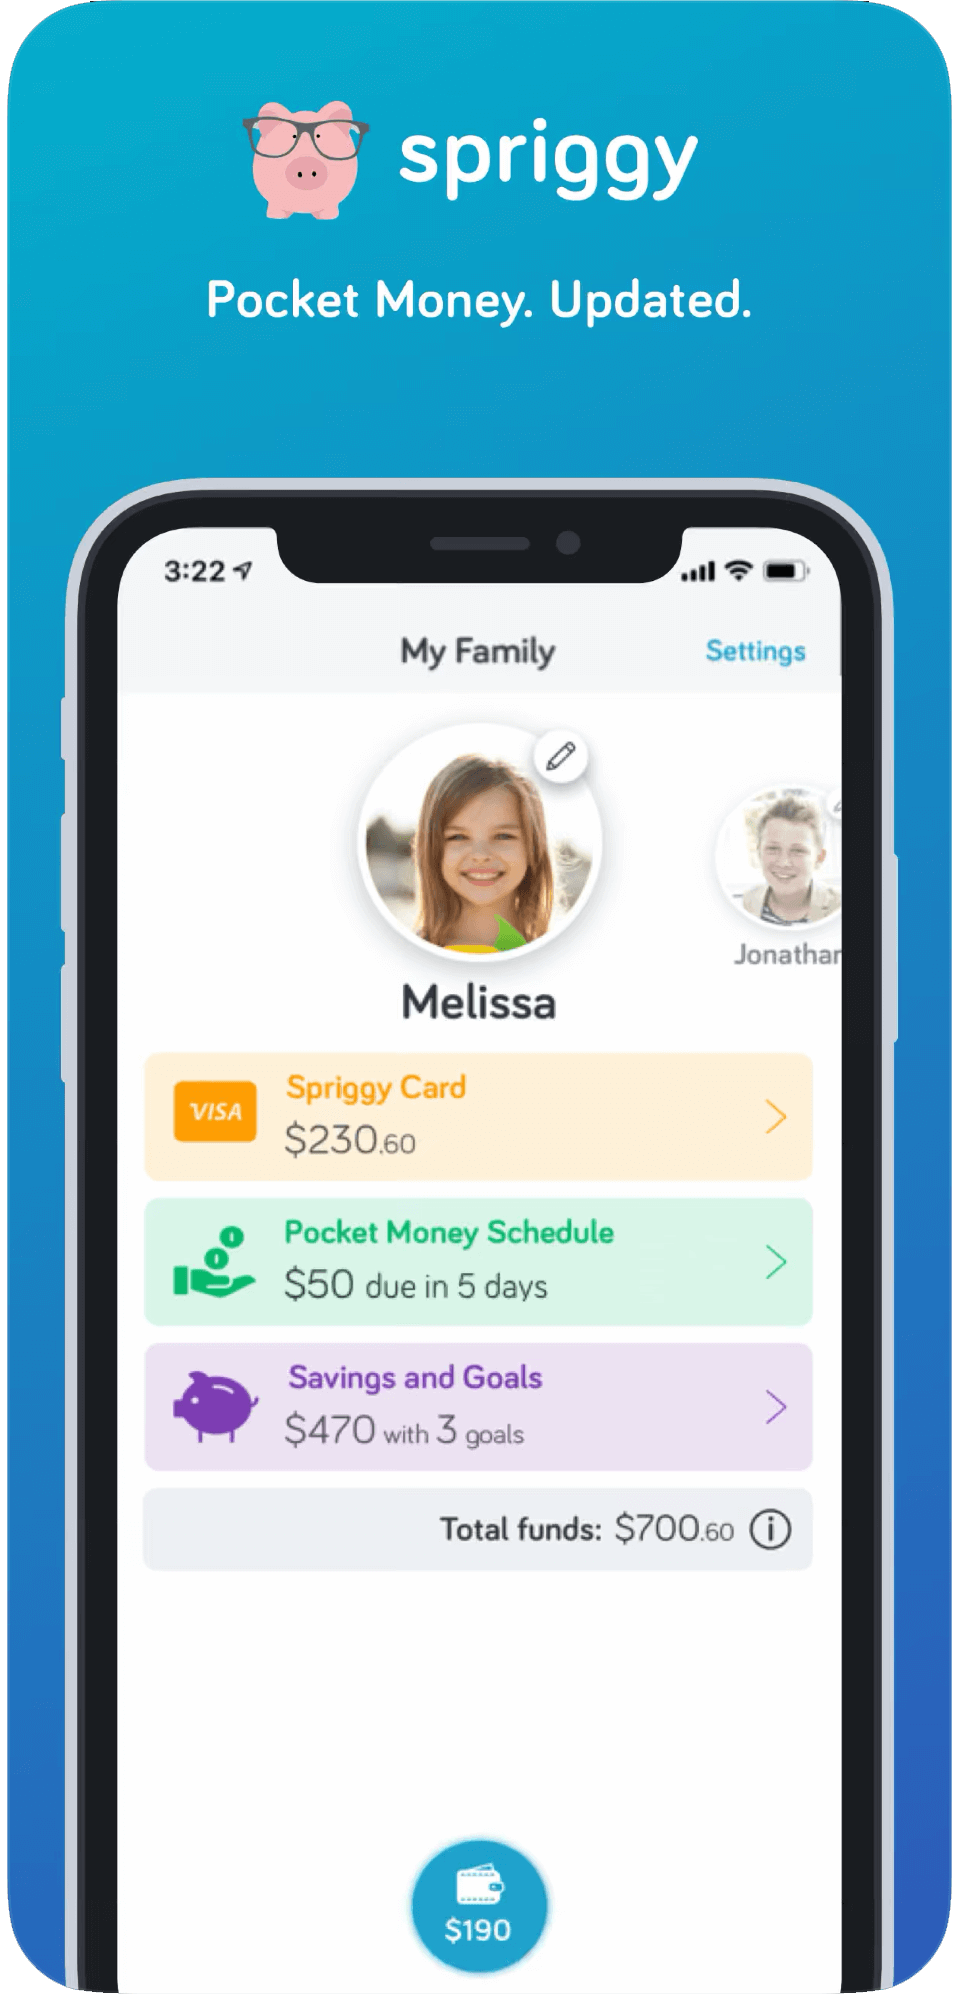 spriggy
Pocket Money. Updated.
3:22
My Family
Settings
Melissa
Jonathan
VISA
Spriggy Card
$230.60
Pocket Money Schedule
$50 due in 5 days
Savings and Goals
$470 with 3 goals
Total funds: $700.60
$190